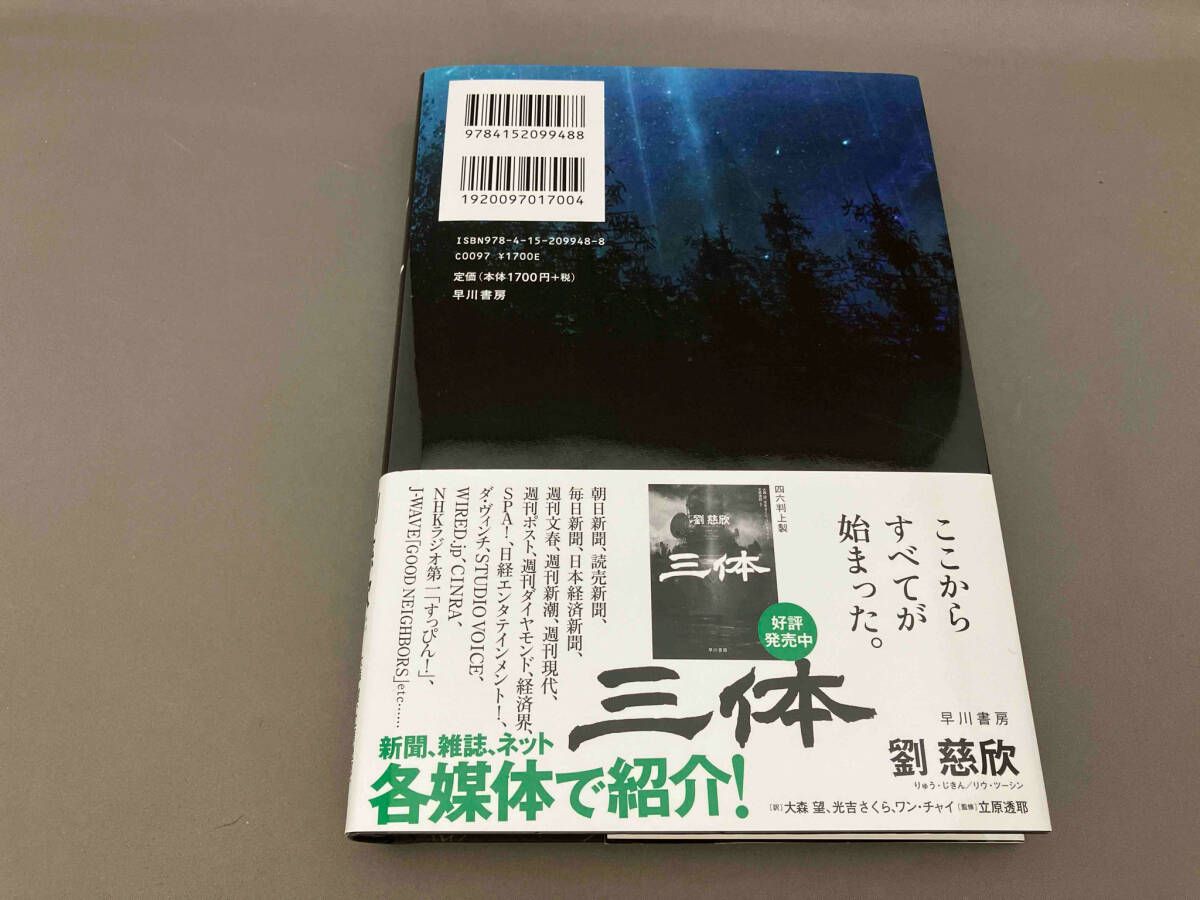 9784152099488
1920097017004
ISBN978-4-15-209948-8
C0097 ¥1700E
定価(本体1700円+税)
早川書房
ここから
すべてが
始まった。
四六判上製
劉慈欣
三体
早川書房
好評
発売中
三体
早川書房
劉 慈欣
りゅう・じきん/リウ・ツーシン
[訳]大森 望、光吉さくら、ワン・チャイ[監修]立原透耶
朝日新聞、読売新聞、
毎日新聞、日本経済新聞、
週刊文春、週刊新潮、週刊現代、
週刊ポスト、週刊ダイヤモンド、経済界、
SPA!、日経エンタテインメント!、
ダ・ヴィンチ、STUDIO VOICE、
WIRED.jp、CINRA、
NHKラジオ第一「すっぴん!」、
J-WAVE「GOOD NEIGHBORS」etc……
新聞、雑誌、ネット
各媒体で紹介!